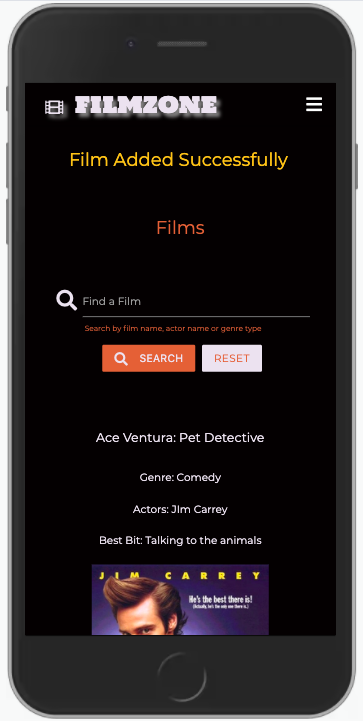 FILMZONE
Film Added Successfully
Films
Find a Film
Search by film name, actor name or genre type
SEARCH
RESET
Ace Ventura: Pet Detective
Genre: Comedy
Actors: JIm Carrey
Best Bit: Talking to the animals
JIM CARREY
He's the best there is!
(Actually, he's the only one there is.)